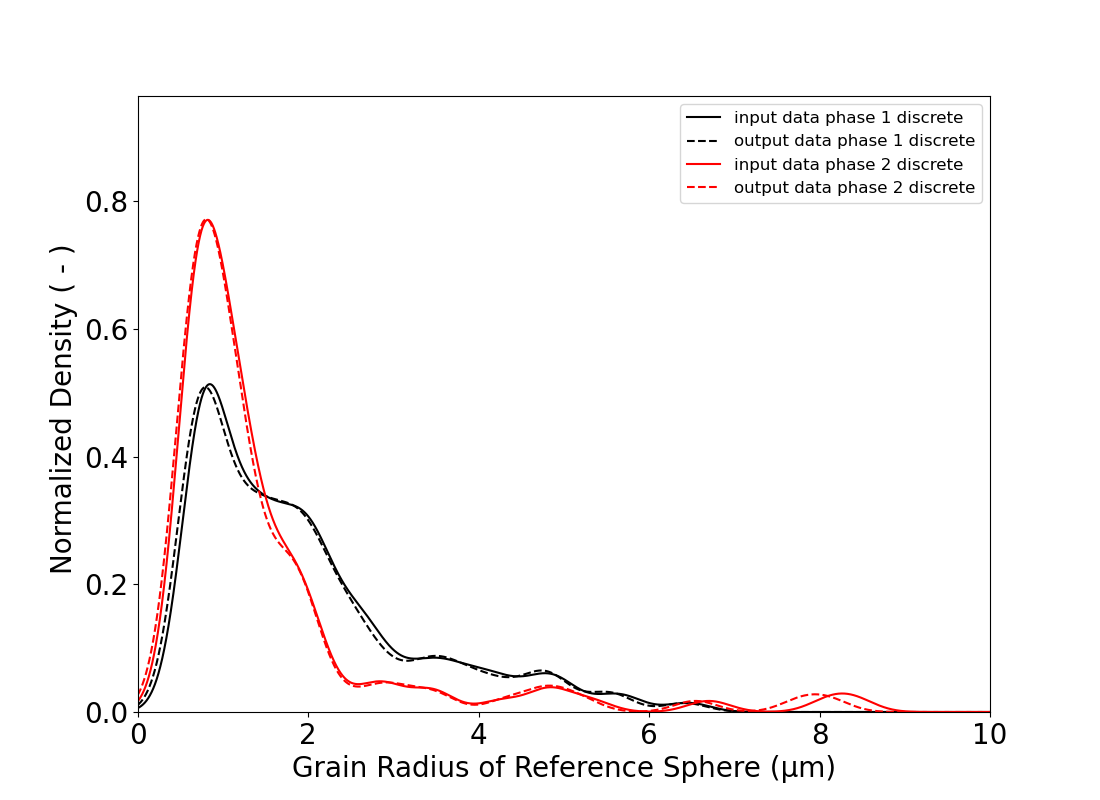 input data phase 1 discrete
output data phase 1 discrete
input data phase 2 discrete
output data phase 2 discrete
Normalized Density ( - )
0.8
0.6
0.4
0.2
0.0
0 2 4 6 8 10
Grain Radius of Reference Sphere (µm)